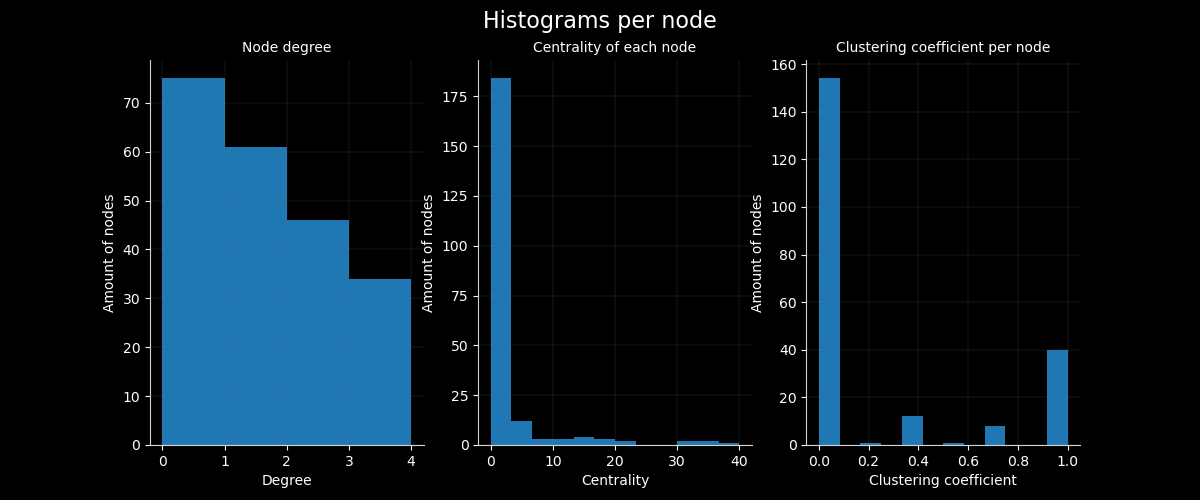 Histograms per node
Node degree
Amount of nodes
70
60
50
40
30
20
10
0
0 1 2 3 4
Degree
Centrality of each node
Amount of nodes
175
150
125
100
75
50
25
0
0 10 20 30 40
Centrality
Clustering coefficient per node
Amount of nodes
160
140
120
100
80
60
40
20
0
0.0 0.2 0.4 0.6 0.8 1.0
Clustering coefficient